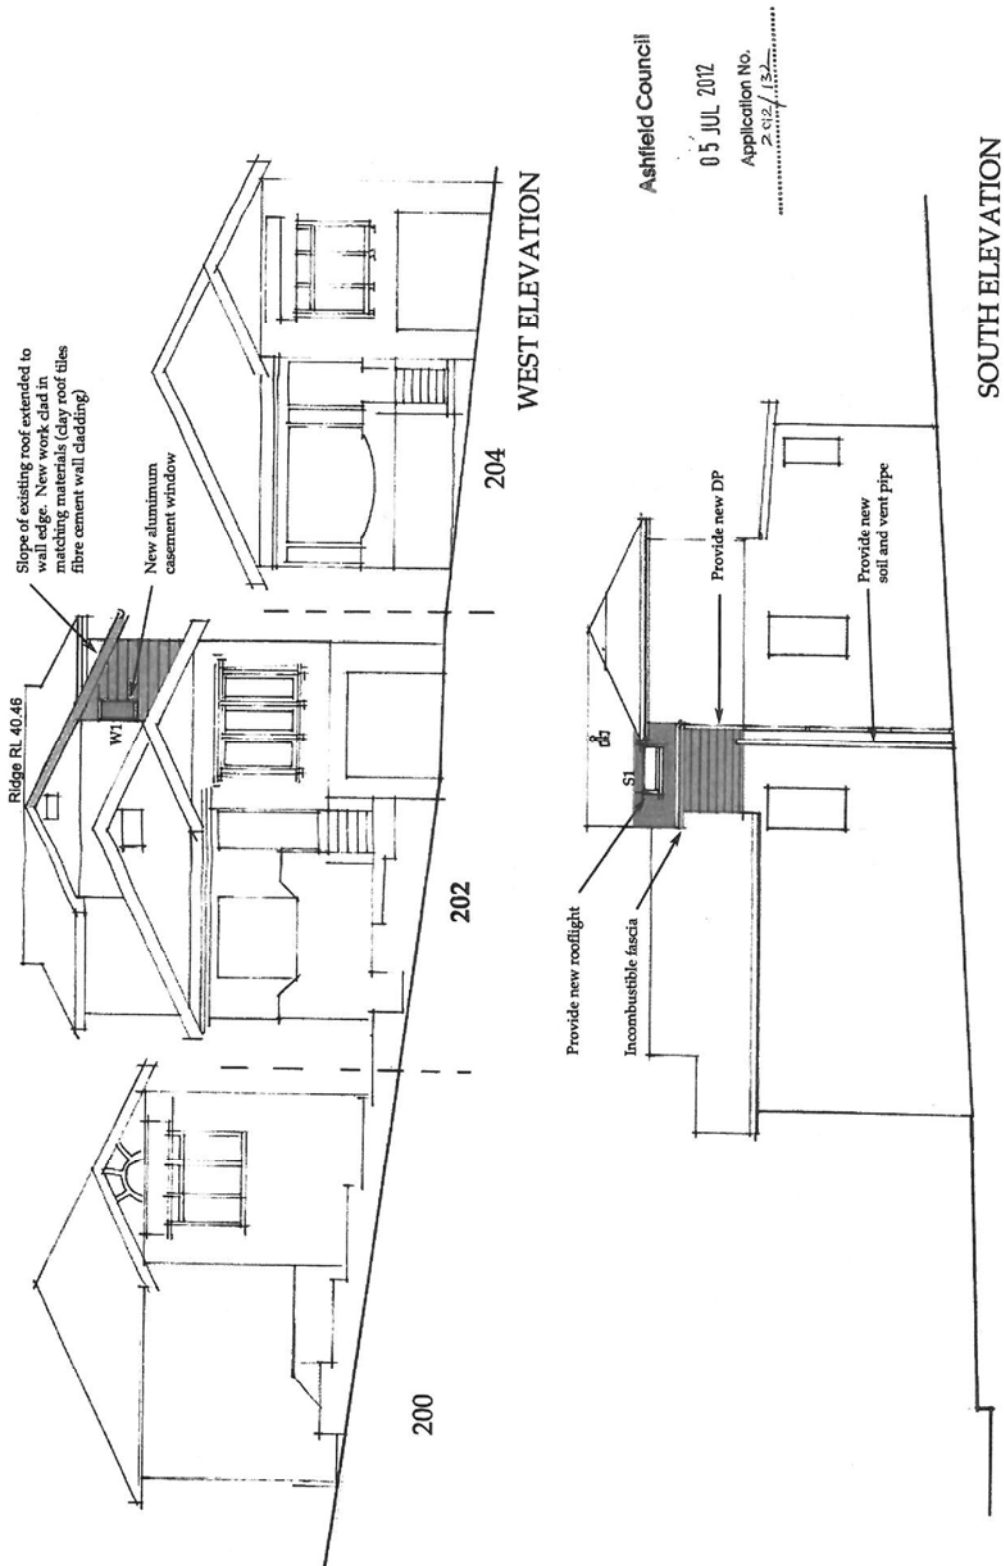 Slope of existing roof extended to
wall edge. New work clad in
matching materials (clay roof tiles
fibre cement wall cladding)
Ridge RL 40.46
New alumimum
casement window
W1
200
202
204
WEST ELEVATION
Ashfield Council
05 JUL 2012
Application No.
2012/132
Provide new rooflight
Incombustible fascia
S1
Provide new DP
Provide new
soil and vent pipe
SOUTH ELEVATION